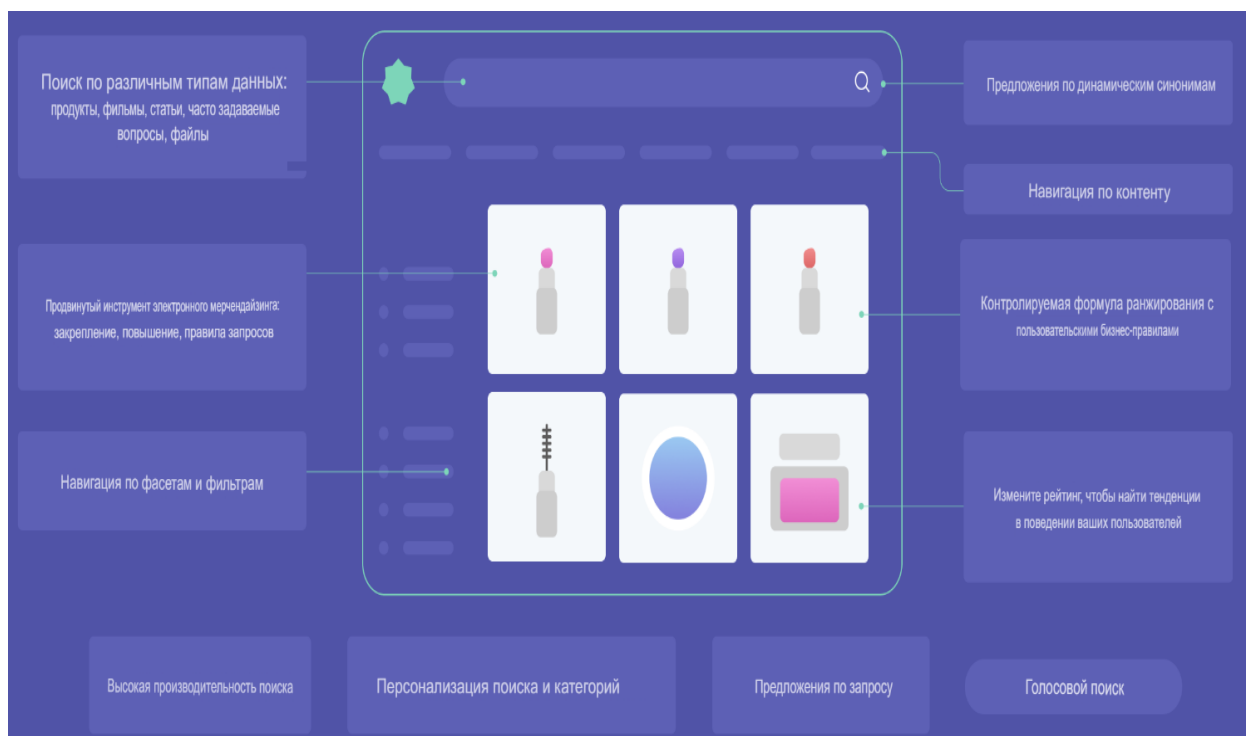 Поиск по различным типам данных:
продукты, фильмы, статьи, часто задаваемые
вопросы, файлы
Предложения по динамическим синонимам
Навигация по контенту
Продвинутый инструмент электронного мерчендайзинга:
закрепление, повышение, правила запросов
Контролируемая формула ранжирования с
пользовательскими бизнес-правилами
Навигация по фасетам и фильтрам
Измените рейтинг, чтобы найти тенденции
в поведении ваших пользователей
Высокая производительность поиска
Персонализация поиска и категорий
Предложения по запросу
Голосовой поиск